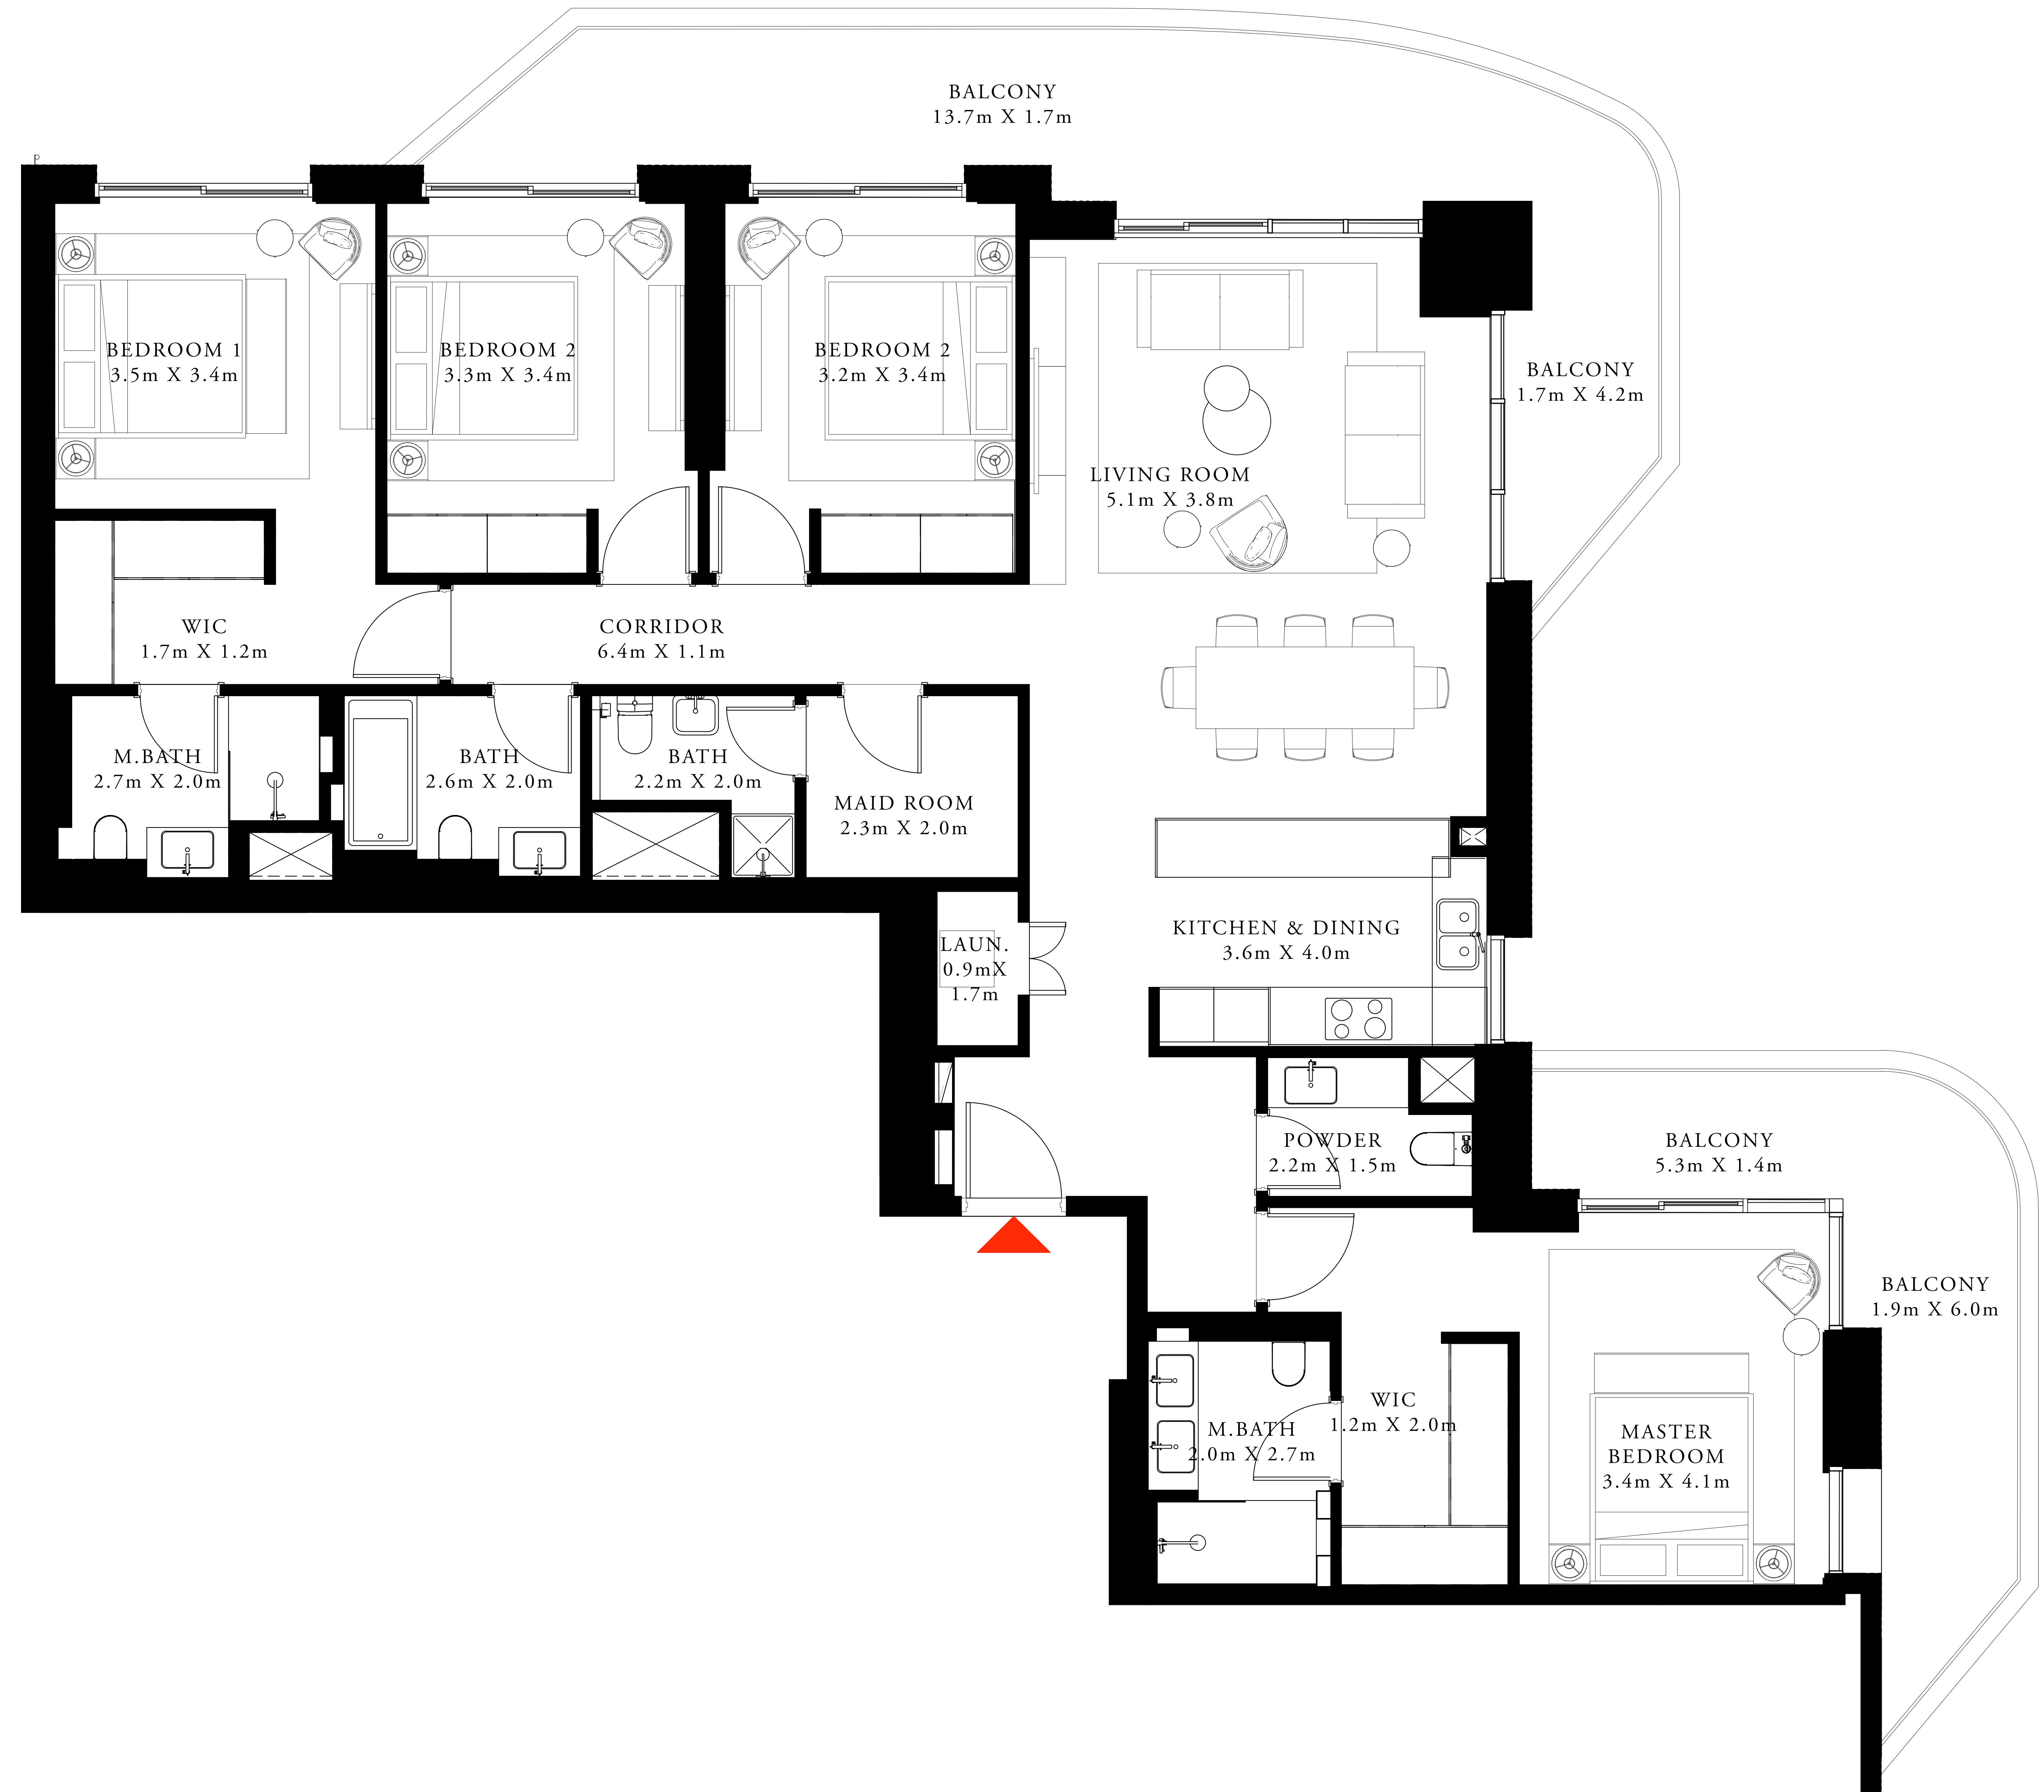 BALCONY
13.7m X 1.7m
BEDROOM 1
3.5m X 3.4m
BEDROOM 2
3.3m X 3.4m
BEDROOM 2
3.2m X 3.4m
BALCONY
1.7m X 4.2m
LIVING ROOM
5.1m X 3.8m
WIC
1.7m X 1.2m
CORRIDOR
6.4m X 1.1m
M.BATH
2.7m X 2.0m
BATH
2.6m X 2.0m
BATH
2.2m X 2.0m
MAID ROOM
2.3m X 2.0m
LAUN.
0.9mX
1.7m
KITCHEN & DINING
3.6m X 4.0m
POWDER
2.2m X 1.5m
BALCONY
5.3m X 1.4m
BALCONY
1.9m X 6.0m
WIC
1.2m X 2.0m
M.BATH
2.0m X 2.7m
MASTER
BEDROOM
3.4m X 4.1m